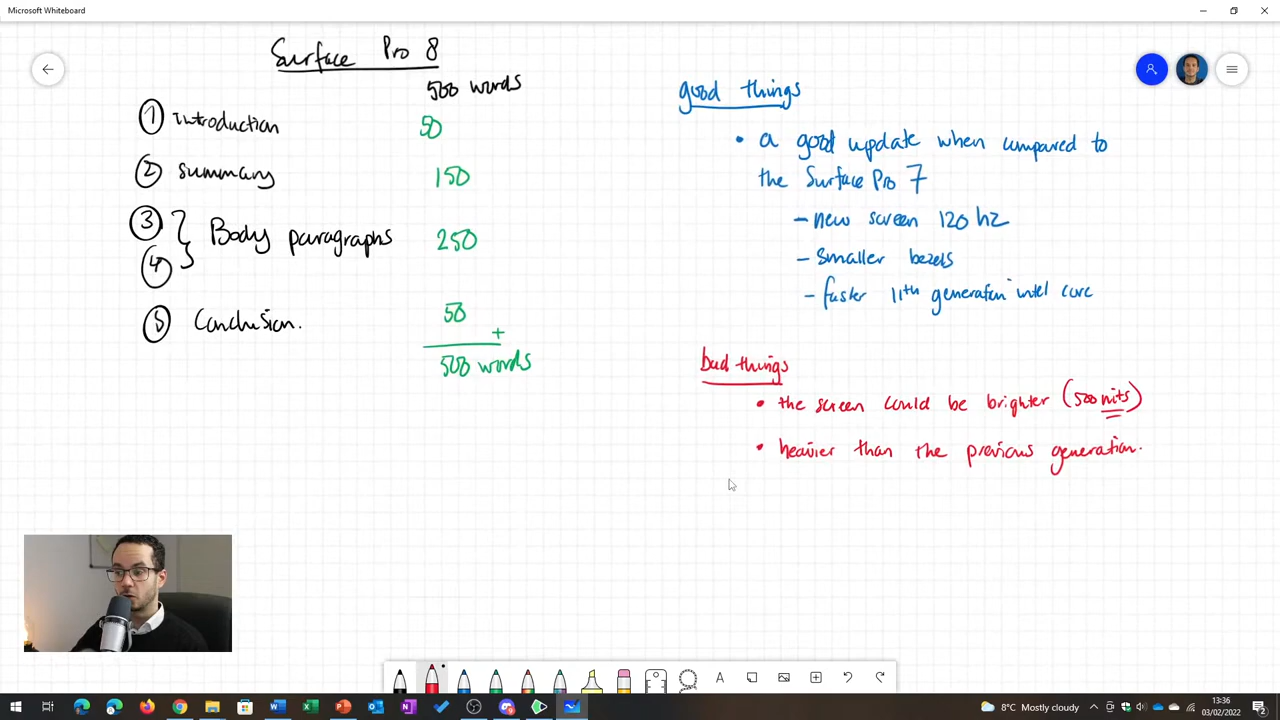 Microsoft Whiteboard
Surface Pro 8
500 words
1 Introduction 50
2 summary 150
3
4 Body paragraphs 250
5 Conclusion. 50
+
500 words
good things
• a good update when compared to
the Surface Pro 7
- new screen 120 hz
- smaller bezels
- faster 11th generation intel core
bad things
• the screen could be brighter (500 nits)
• heavier than the previous generation.
A
8°C Mostly cloudy
13:36
03/02/2022
2